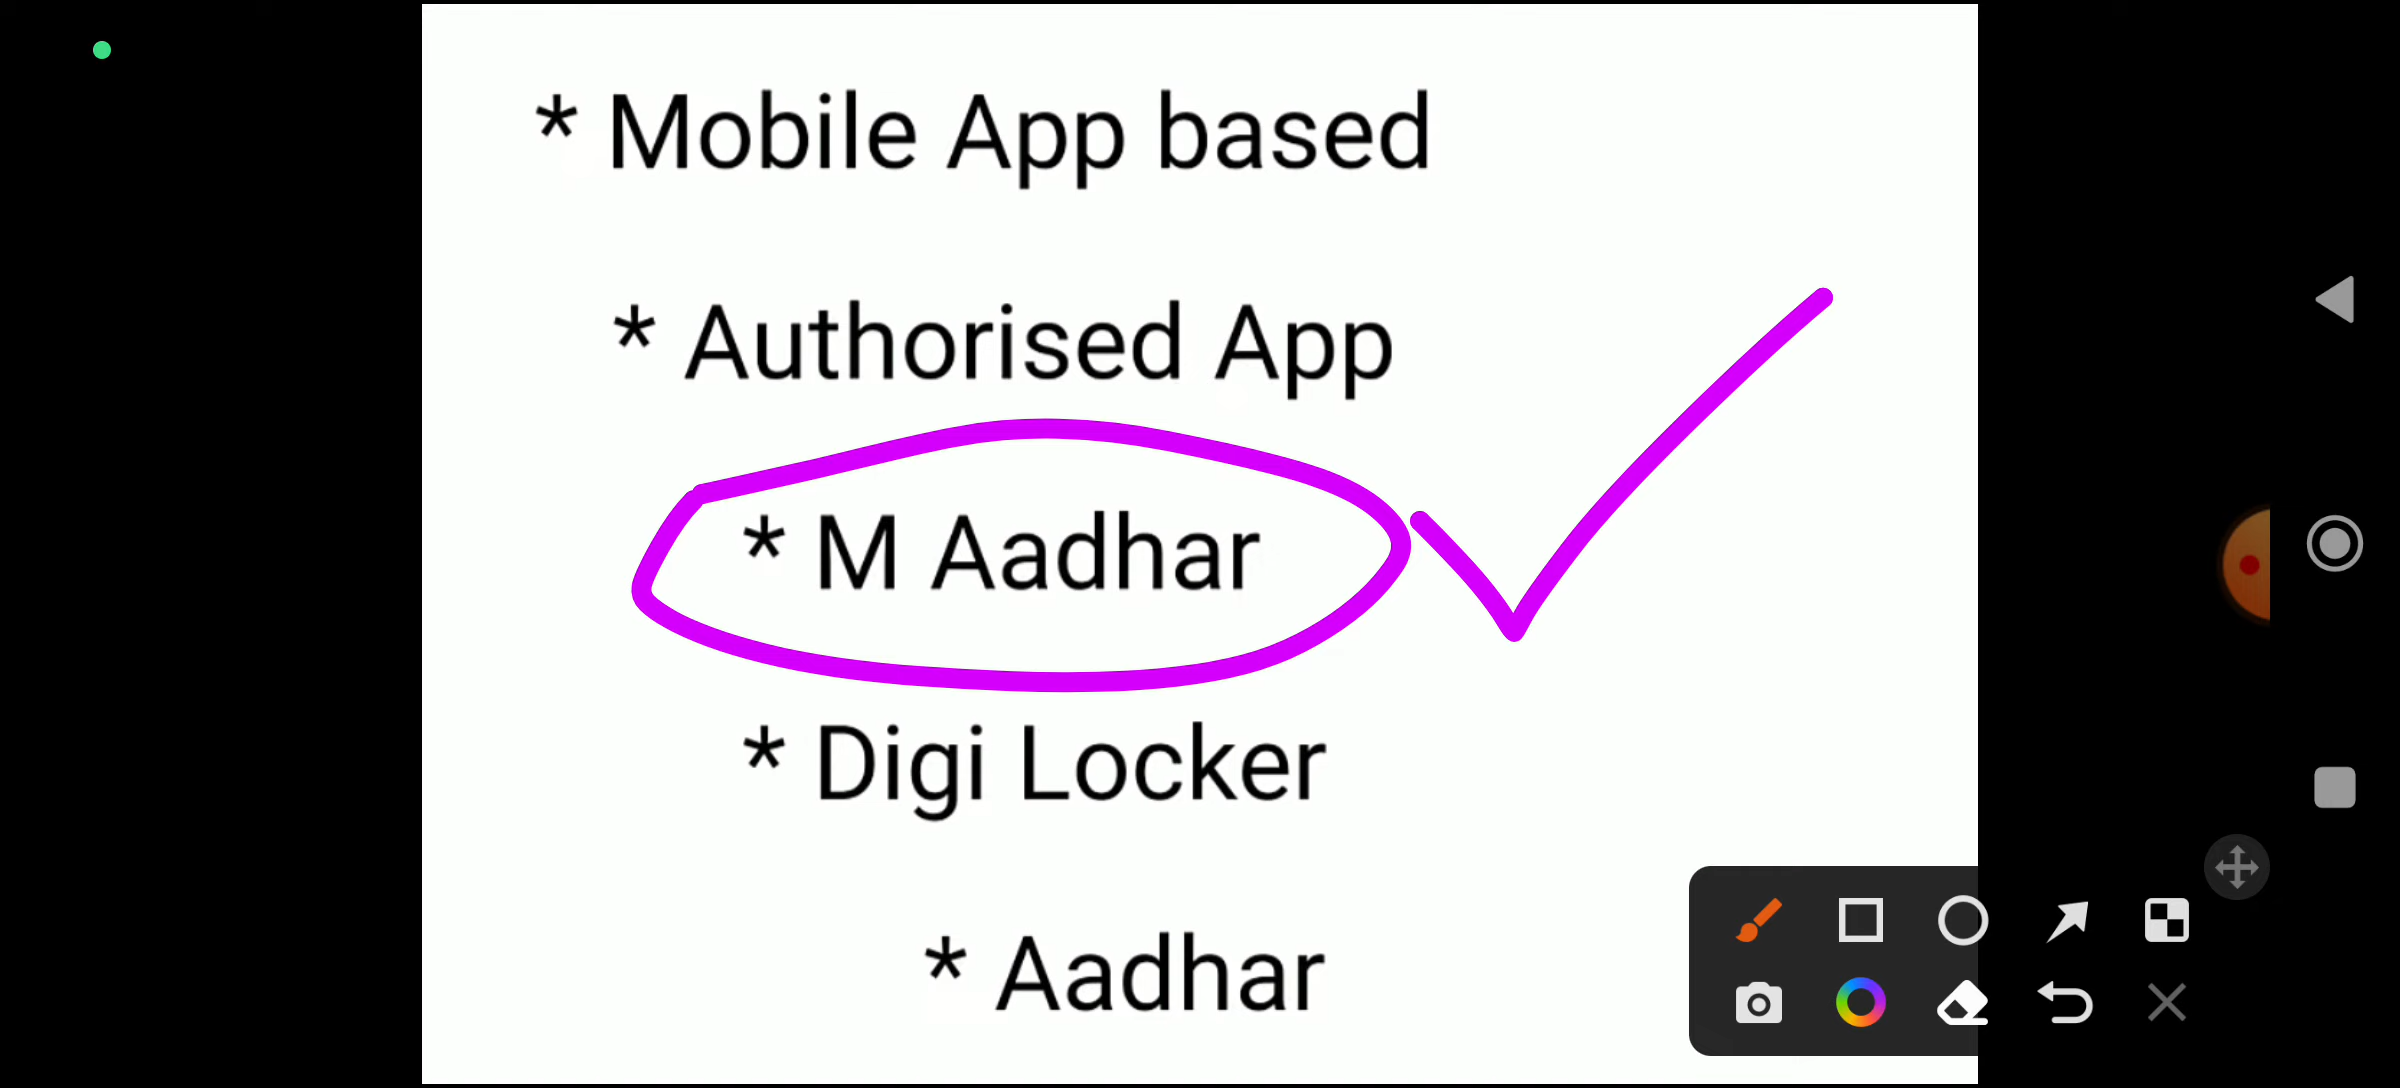 * Mobile App based
* Authorised App
* M Aadhar
* Digi Locker
* Aadhar